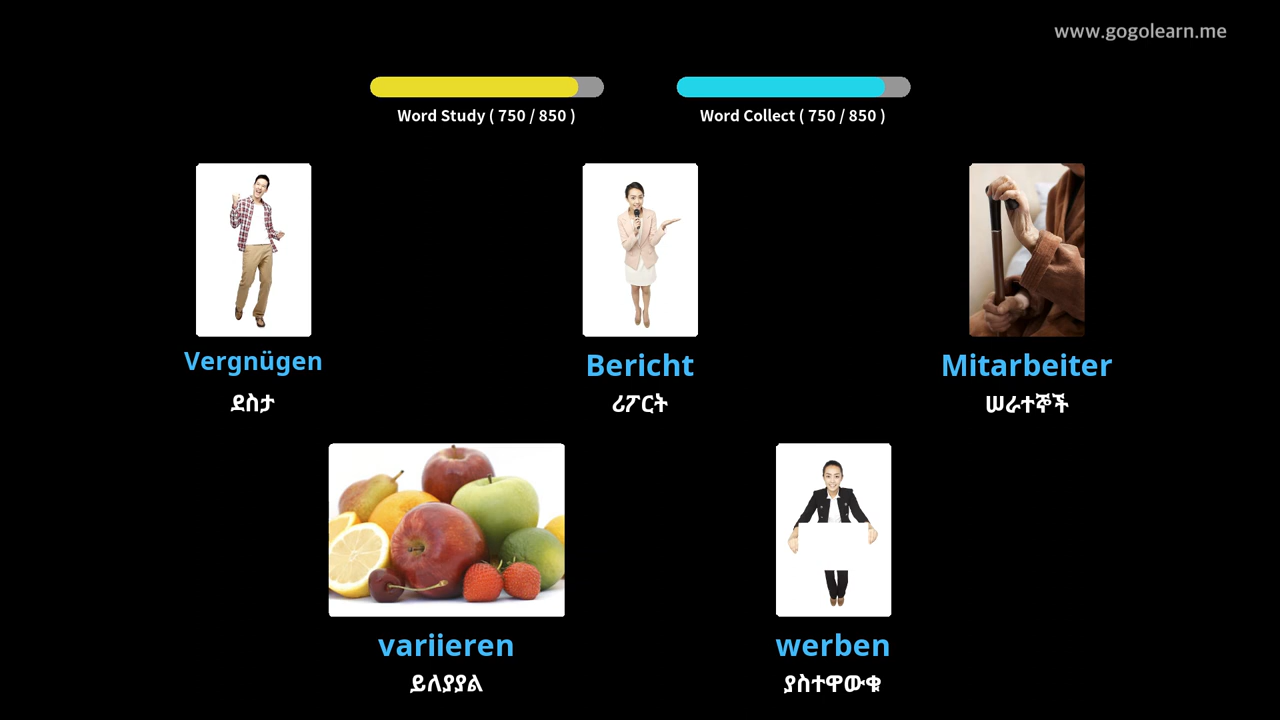 www.gogolearn.me
Word Study ( 750 / 850 )
Word Collect ( 750 / 850 )
Vergnügen
ደስታ
Bericht
ሪፖርት
Mitarbeiter
ሠራተኞች
variieren
ይለያያል
werben
ያስተዋውቁ